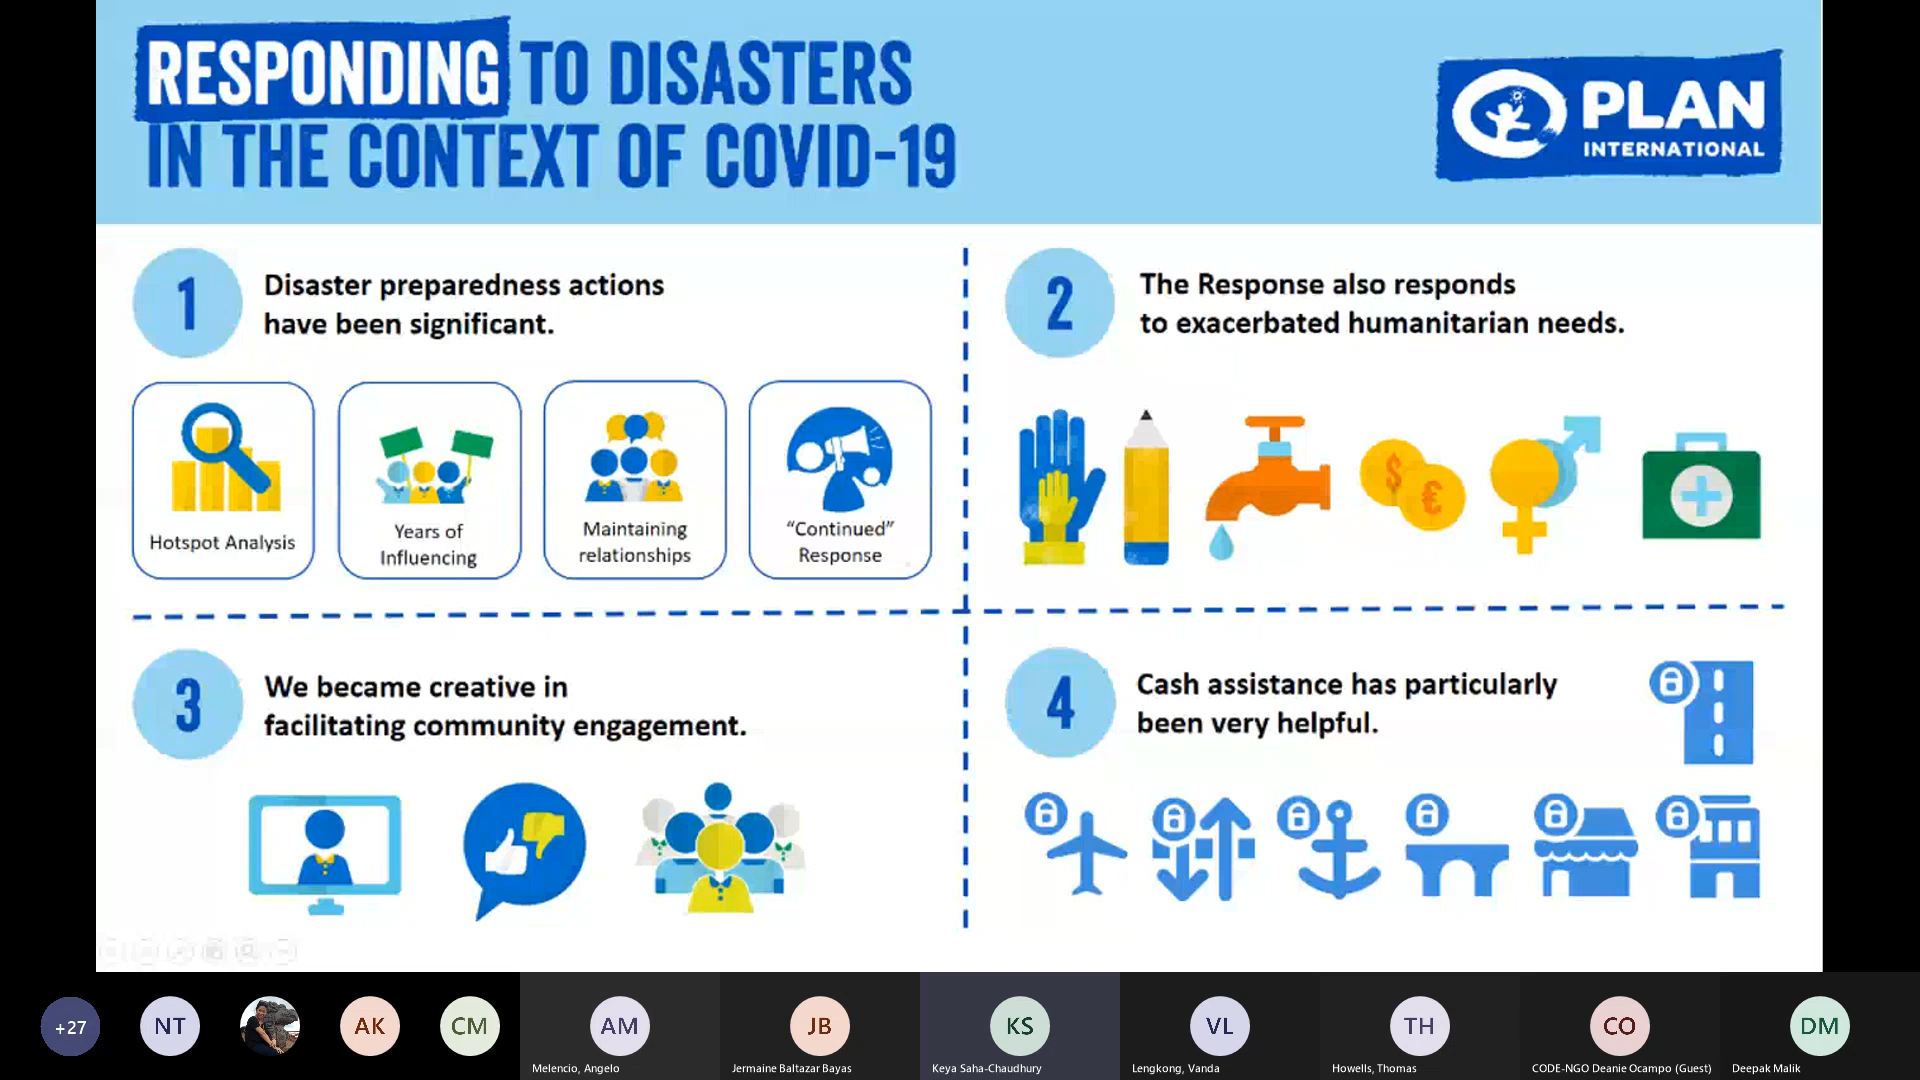 RESPONDING TO DISASTERS
IN THE CONTEXT OF COVID-19
PLAN
INTERNATIONAL
1
Disaster preparedness actions
have been significant.
Hotspot Analysis
Years of
Influencing
Maintaining
relationships
“Continued”
Response
2
The Response also responds
to exacerbated humanitarian needs.
$
€
3
We became creative in
facilitating community engagement.
4
Cash assistance has particularly
been very helpful.
+27
NT
AK
CM
AM
JB
KS
VL
TH
CO
DM
Melencio, Angelo
Jermaine Baltazar Bayas
Keya Saha-Chaudhury
Lengkong, Vanda
Howells, Thomas
CODE-NGO Deanie Ocampo (Guest)
Deepak Malik